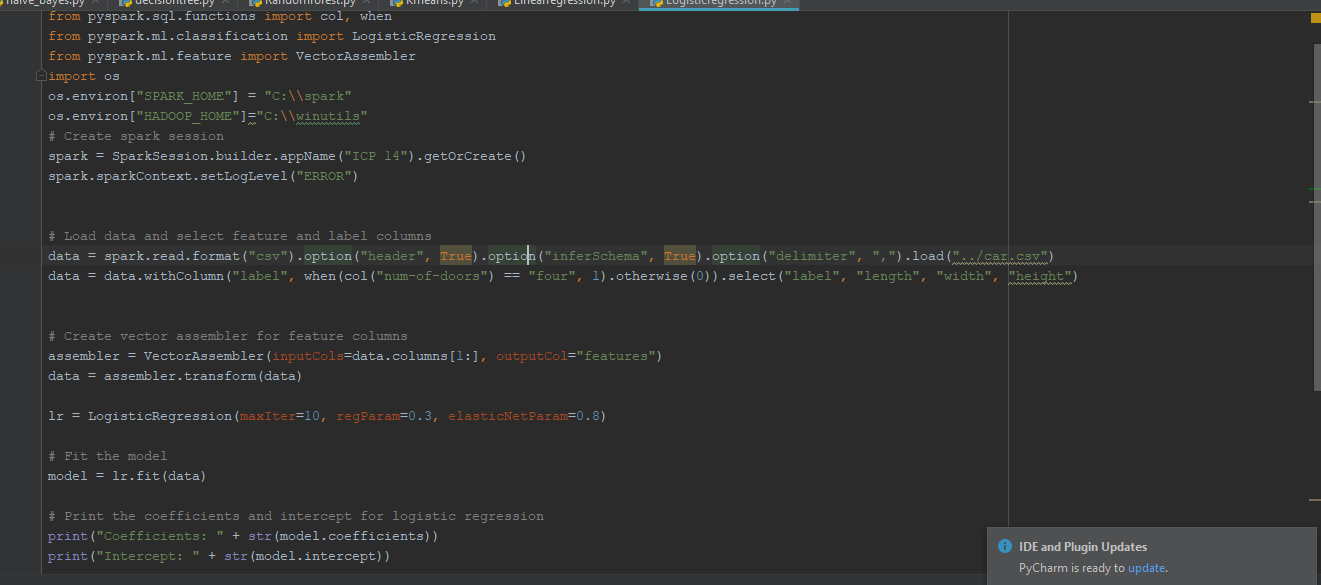 naive_bayes.py decisiontree.py Randomforest.py Kmeans.py Linearregression.py Logisticregression.py
from pyspark.sql.functions import col, when
from pyspark.ml.classification import LogisticRegression
from pyspark.ml.feature import VectorAssembler
import os
os.environ["SPARK_HOME"] = "C:\\spark"
os.environ["HADOOP_HOME"]="C:\\winutils"
# Create spark session
spark = SparkSession.builder.appName("ICP 14").getOrCreate()
spark.sparkContext.setLogLevel("ERROR")
# Load data and select feature and label columns
data = spark.read.format("csv").option("header", True).option("inferSchema", True).option("delimiter", ",").load("../car.csv")
data = data.withColumn("label", when(col("num-of-doors") == "four", 1).otherwise(0)).select("label", "length", "width", "height")
# Create vector assembler for feature columns
assembler = VectorAssembler(inputCols=data.columns[1:], outputCol="features")
data = assembler.transform(data)
lr = LogisticRegression(maxIter=10, regParam=0.3, elasticNetParam=0.8)
# Fit the model
model = lr.fit(data)
# Print the coefficients and intercept for logistic regression
print("Coefficients: " + str(model.coefficients))
print("Intercept: " + str(model.intercept))
IDE and Plugin Updates
PyCharm is ready to update.